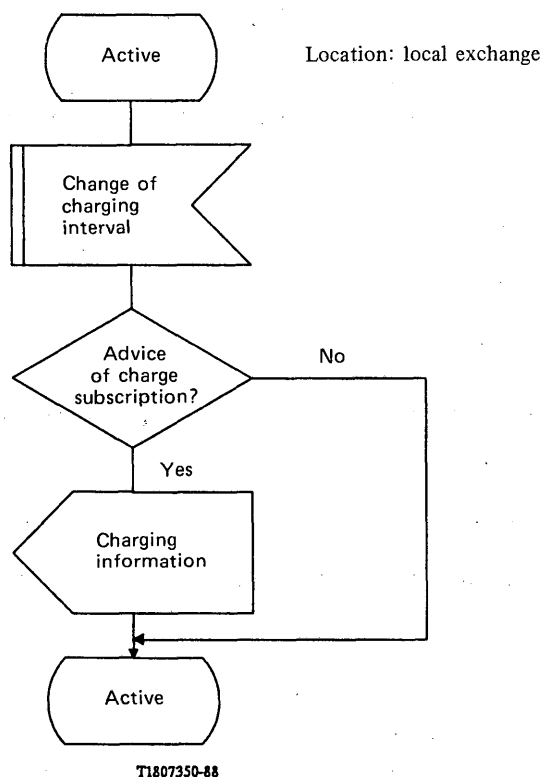 Active
Location: local exchange
Change of
charging
interval
Advice
of charge
subscription?
No
Yes
Charging
information
Active
T1807350-88